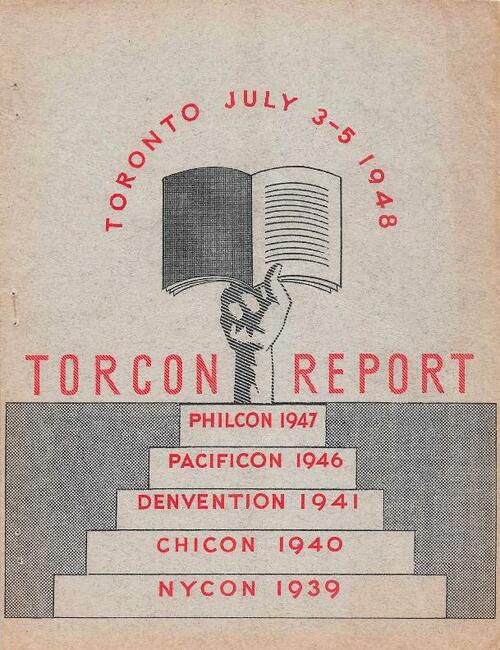 TORONTO JULY 3-5 1948
TORCON REPORT
PHILCON 1947
PACIFICON 1946
DENVENTION 1941
CHICON 1940
NYCON 1939